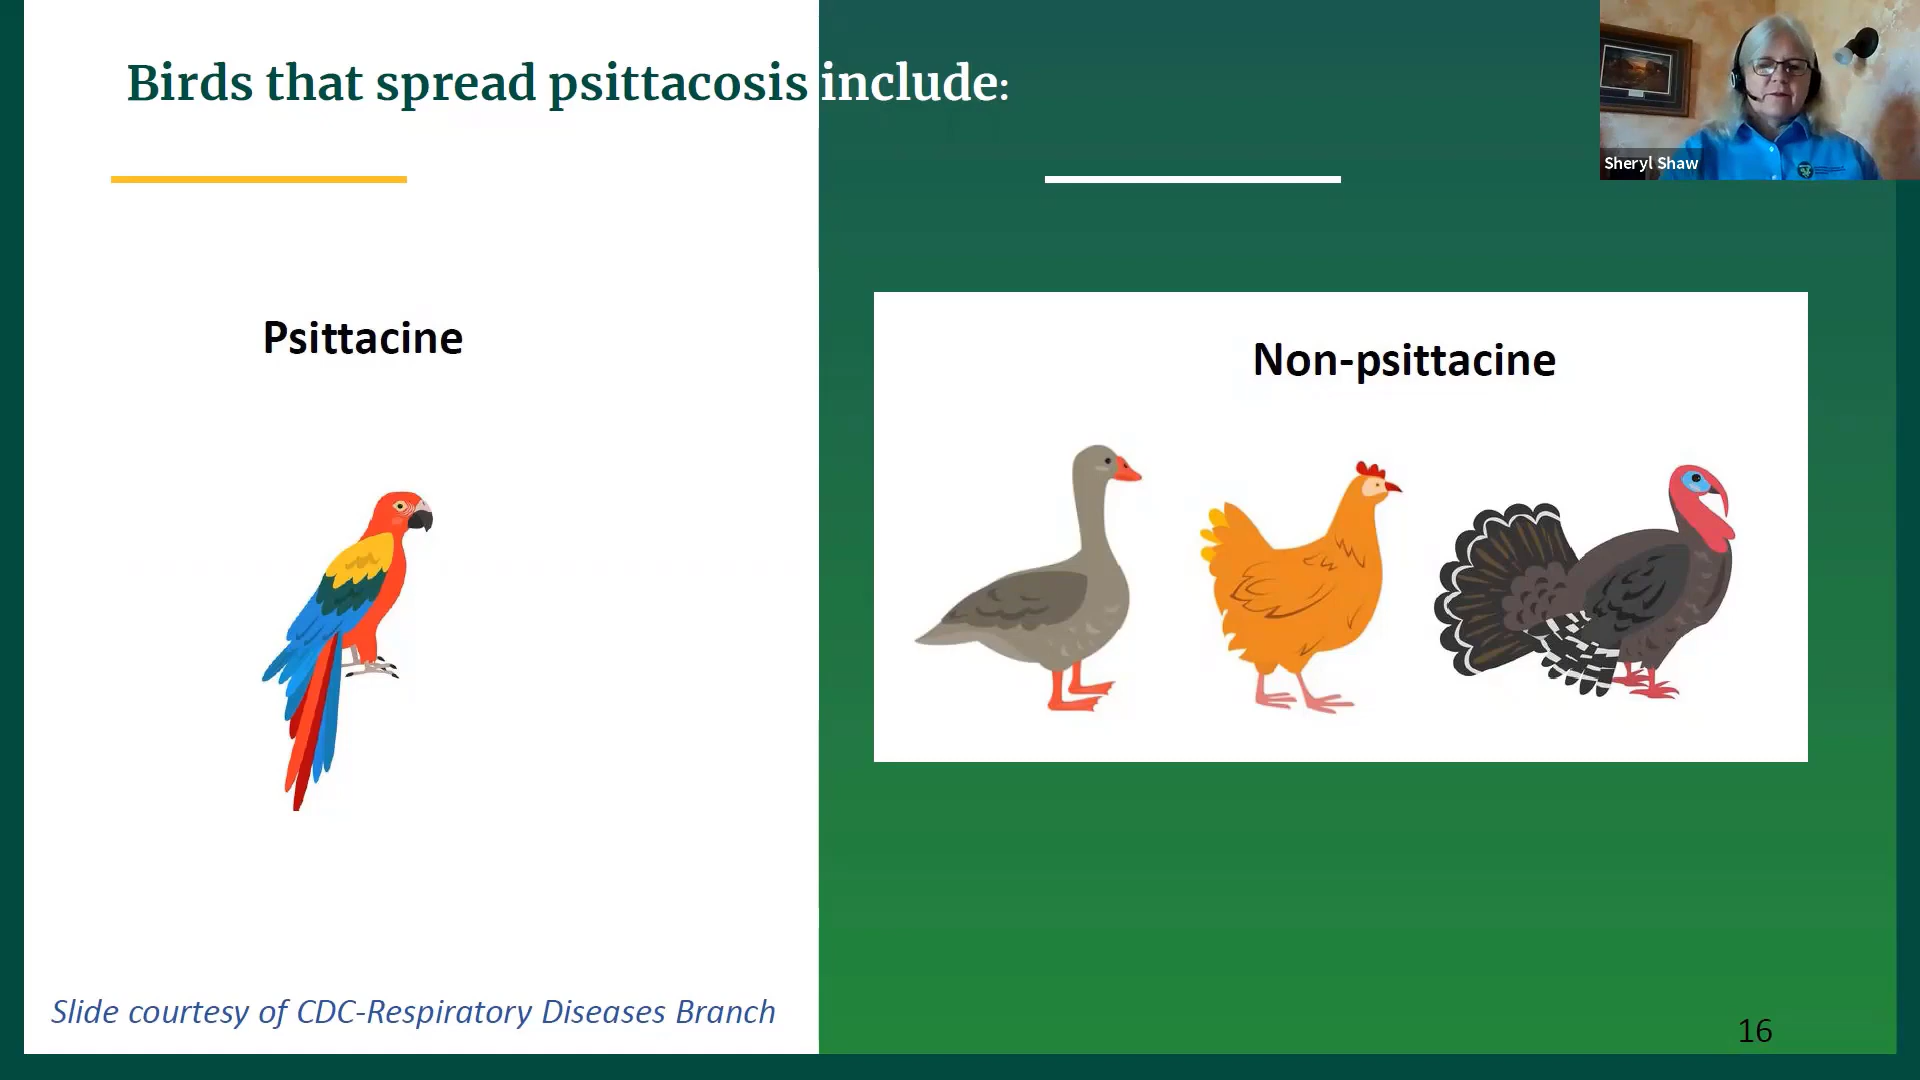 Birds that spread psittacosis include:
Sheryl Shaw
Psittacine
Non-psittacine
Slide courtesy of CDC-Respiratory Diseases Branch
16